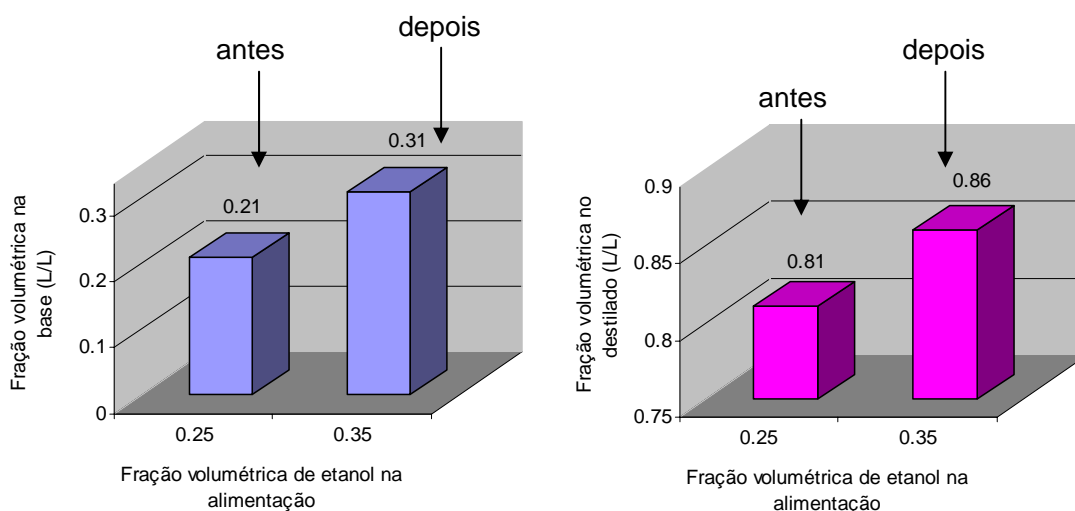 antes
depois
0.21
0.31
0.3
0.2
0.1
0
Fração volumétrica na
base (L/L)
0.25
0.35
Fração volumétrica de etanol na
alimentação
antes
depois
0.81
0.86
0.9
0.85
0.8
0.75
Fração volumétrica no
destilado (L/L)
0.25
0.35
Fração volumétrica de etanol na
alimentação